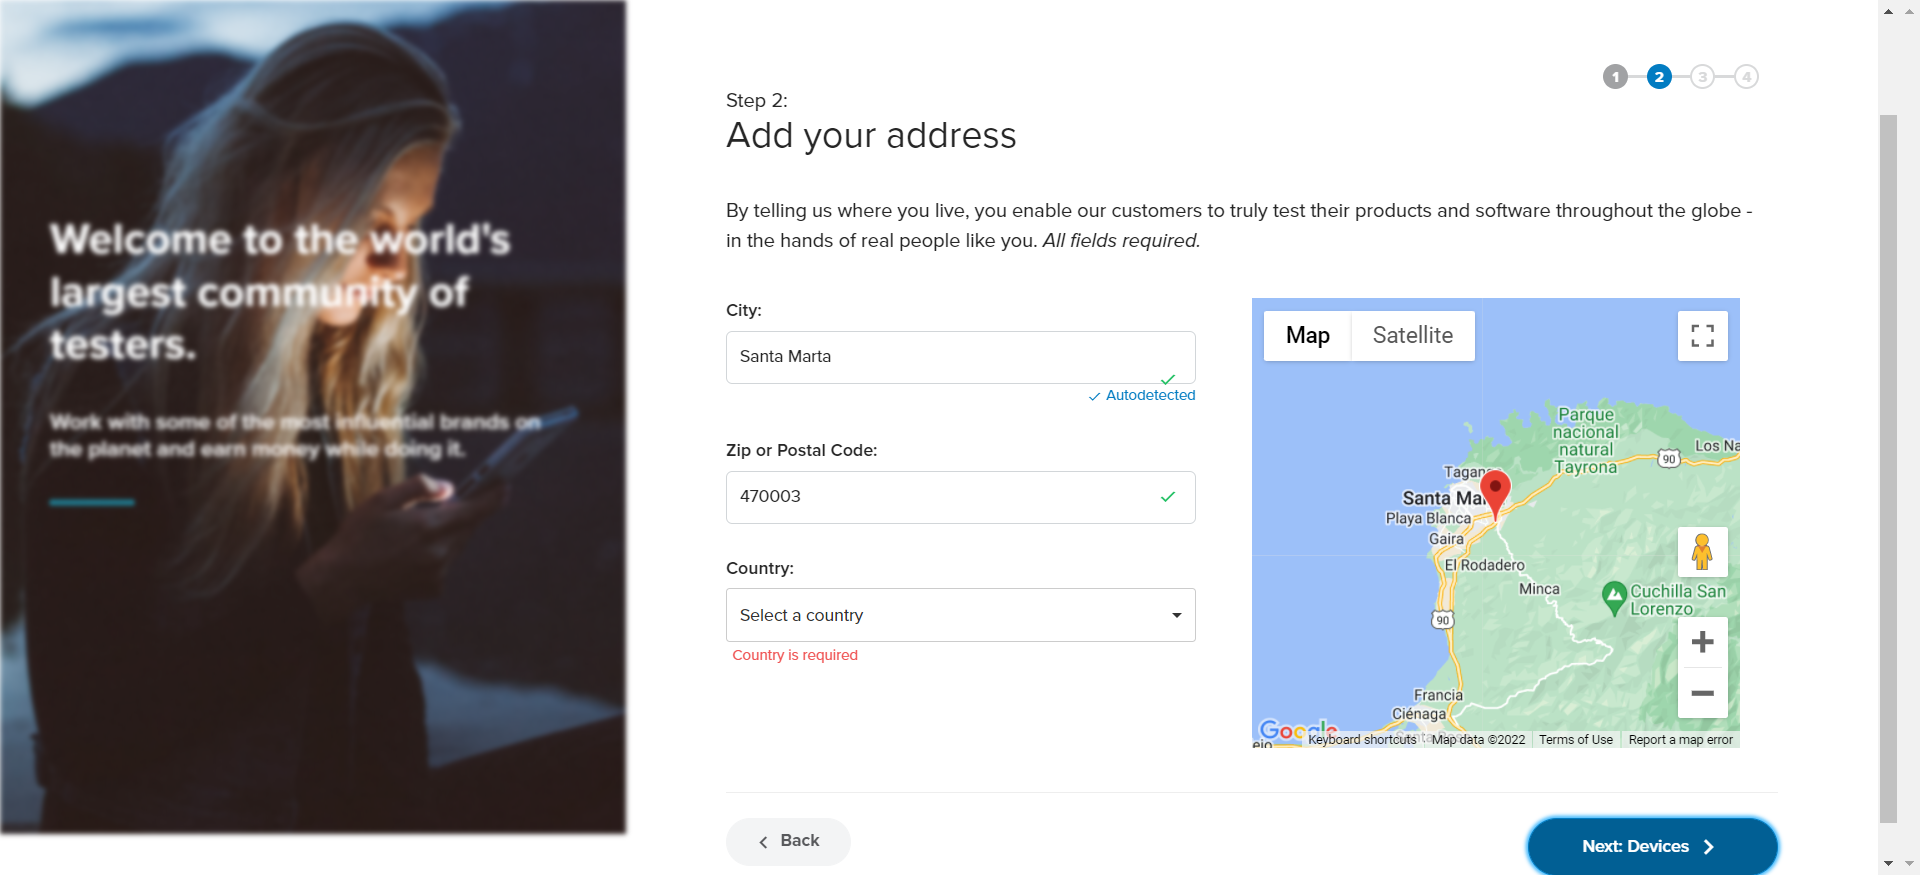 Welcome to the world's
largest community of
testers.
Work with some of the most influential brands on
the planet and earn money while doing it.
1 2 3 4
Step 2:
Add your address
By telling us where you live, you enable our customers to truly test their products and software throughout the globe -
in the hands of real people like you. All fields required.
City:
Santa Marta
Autodetected
Zip or Postal Code:
470003
Country:
Select a country
Country is required
Map Satellite
Parque
nacional
natural
Tayrona
Los Na
90
Tagan
Santa Ma
Playa Blanca
Gaira
El Rodadero
Minca
Cuchilla San
Lorenzo
90
Francia
Ciénaga
Google
Keyboard shortcuts
Map data ©2022
Terms of Use
Report a map error
Back
Next: Devices